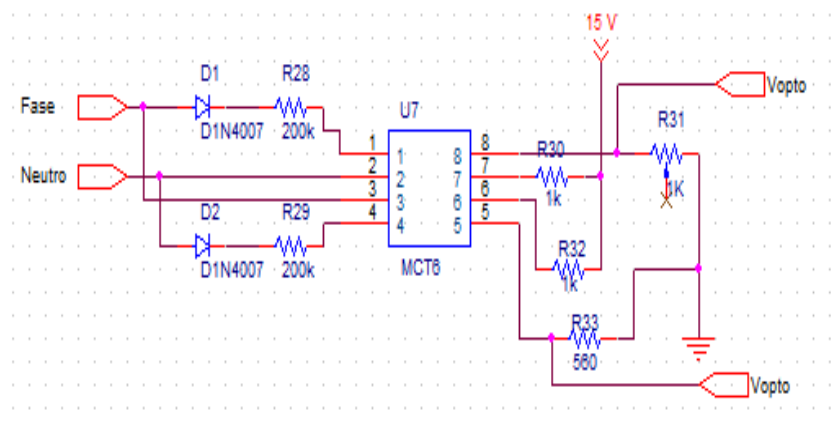 15 V
D1 R28
Vopto
Fase
U7
R31
D1N4007 200k
1 1 8 8
R30
2 2 7 7
Neutro
1K
3 3 6 6
1k
D2 R29
4 4 5 5
R32
D1N4007 200k
MCT6
1k
R33
560
Vopto